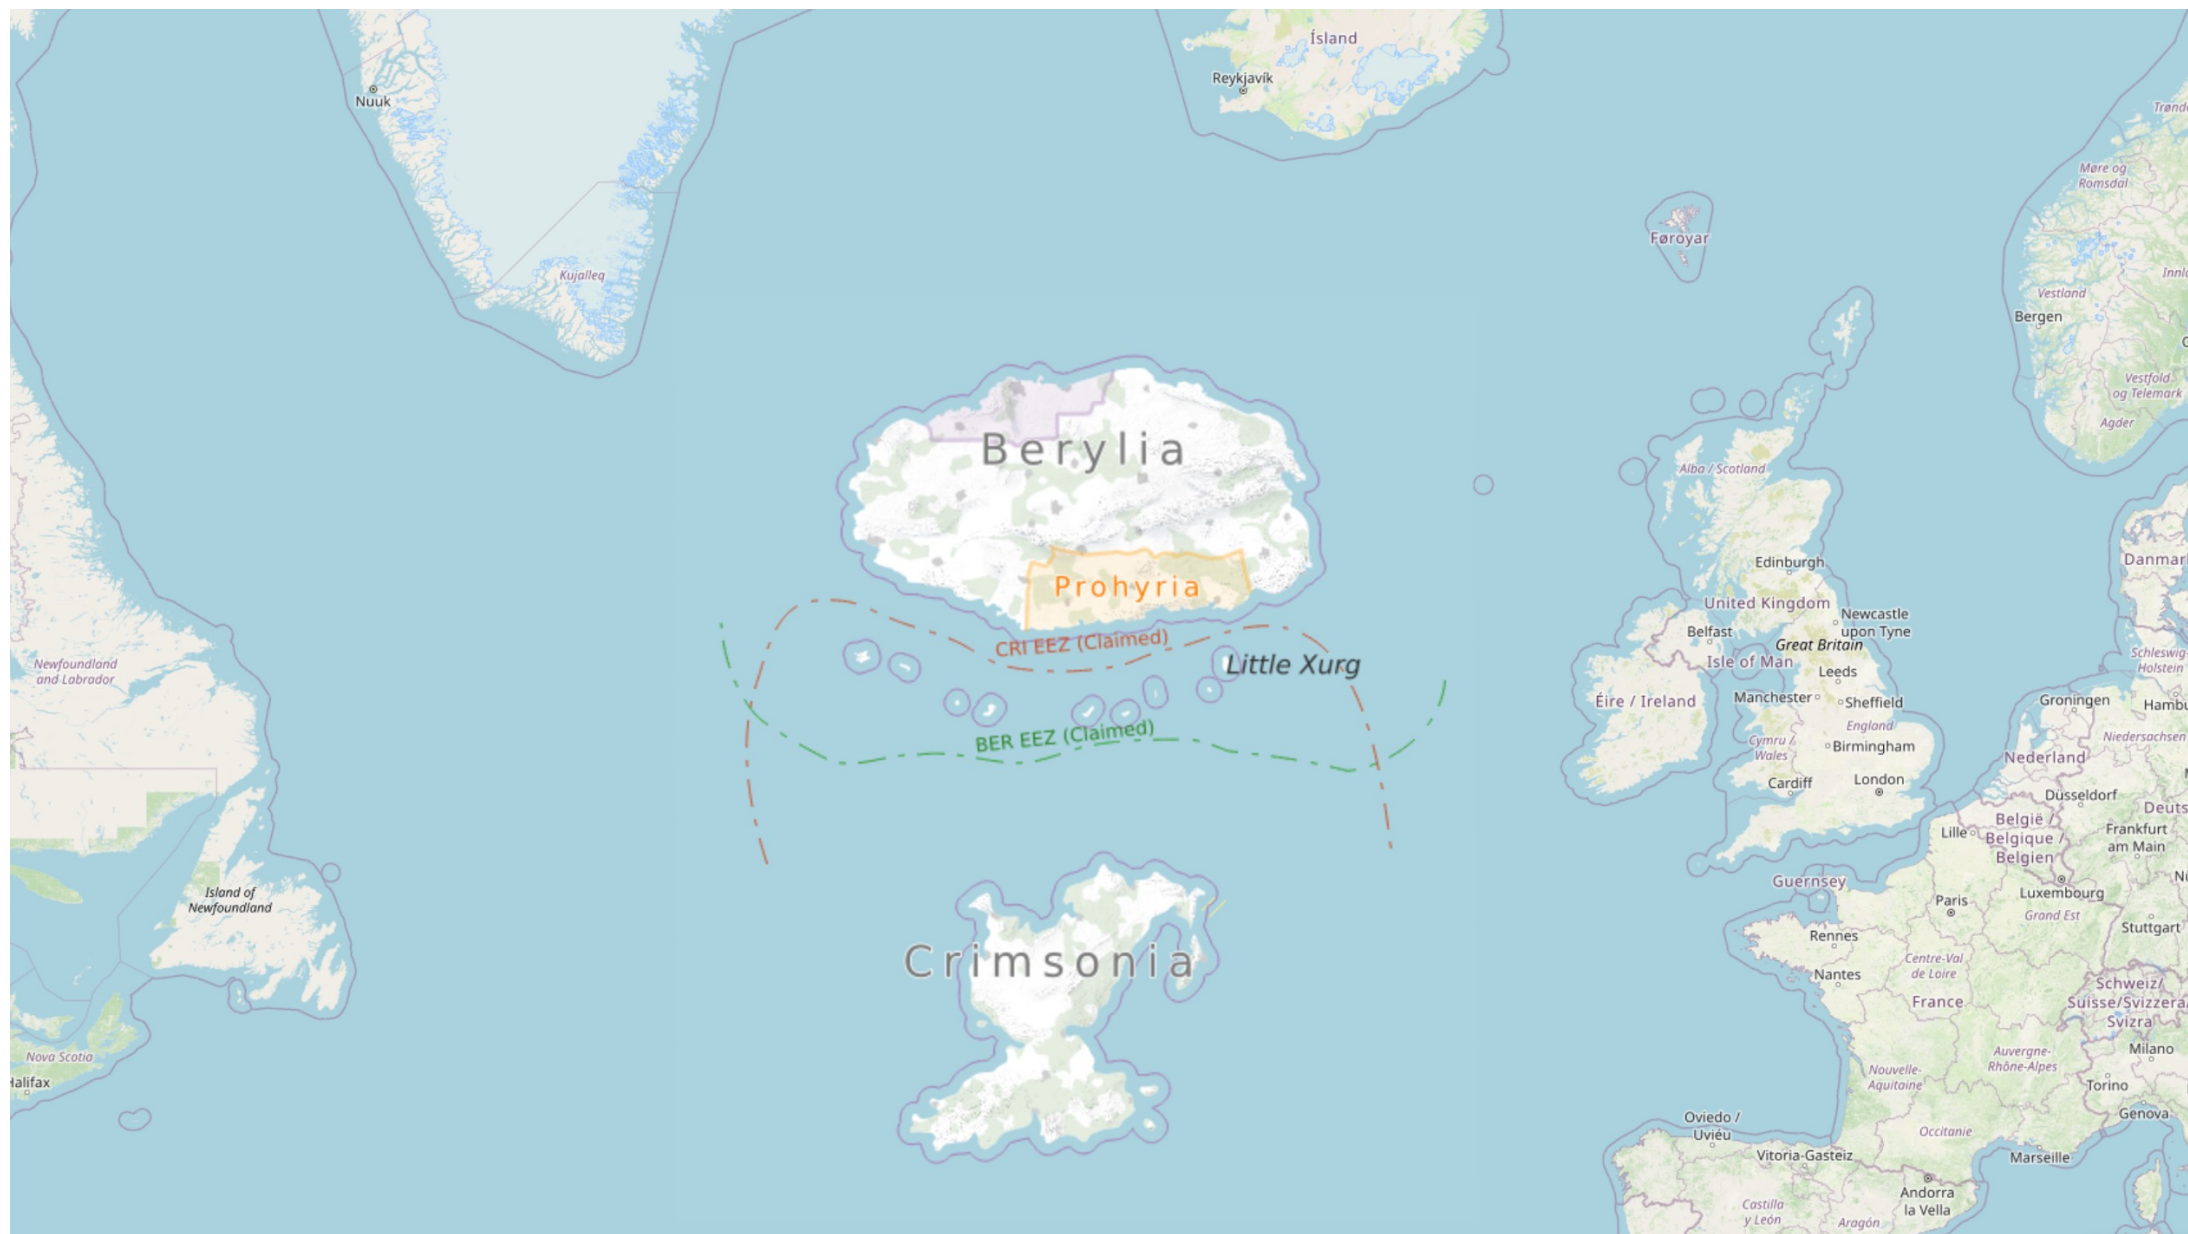 Ísland
Reykjavík
Nuuk
Møre og
Romsdal
Føroyar
Kujalleq
Vestland
Bergen
Vestfold
og Telemark
Agder
Berylia
Alba / Scotland
Edinburgh
Danmar
Prohyria
United Kingdom
Newcastle
upon Tyne
Belfast
Great Britain
CRI EEZ (Claimed)
Little Xurg
Isle of Man
Leeds
Newfoundland
and Labrador
Schleswig-
Holstein
Éire / Ireland
Manchester
Sheffield
Groningen
Hambu
England
BER EEZ (Claimed)
Cymru /
Wales
Birmingham
Niedersachsen
Nederland
Cardiff
London
Düsseldorf
Deuts
België /
Belgique /
Belgien
Lille
Frankfurt
am Main
Guernsey
Luxembourg
Island of
Newfoundland
Paris
Grand Est
Stuttgart
Rennes
Crimsonia
Centre-Val
de Loire
Nantes
France
Schweiz/
Suisse/Svizzera/
Svizra
Nova Scotia
Halifax
Auvergne-
Rhône-Alpes
Milano
Nouvelle-
Aquitaine
Torino
Genova
Oviedo /
Uviéu
Occitanie
Vitoria-Gasteiz
Marseille
Andorra
la Vella
Castilla
y León
Aragón